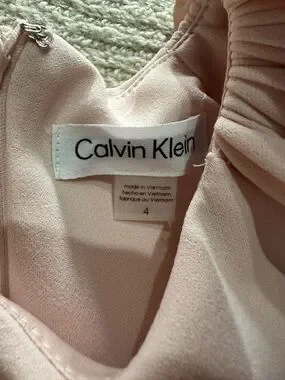 Calvin Klein
made in Vietnam
hecho en Vietnam
fabriqué au Vietnam
4